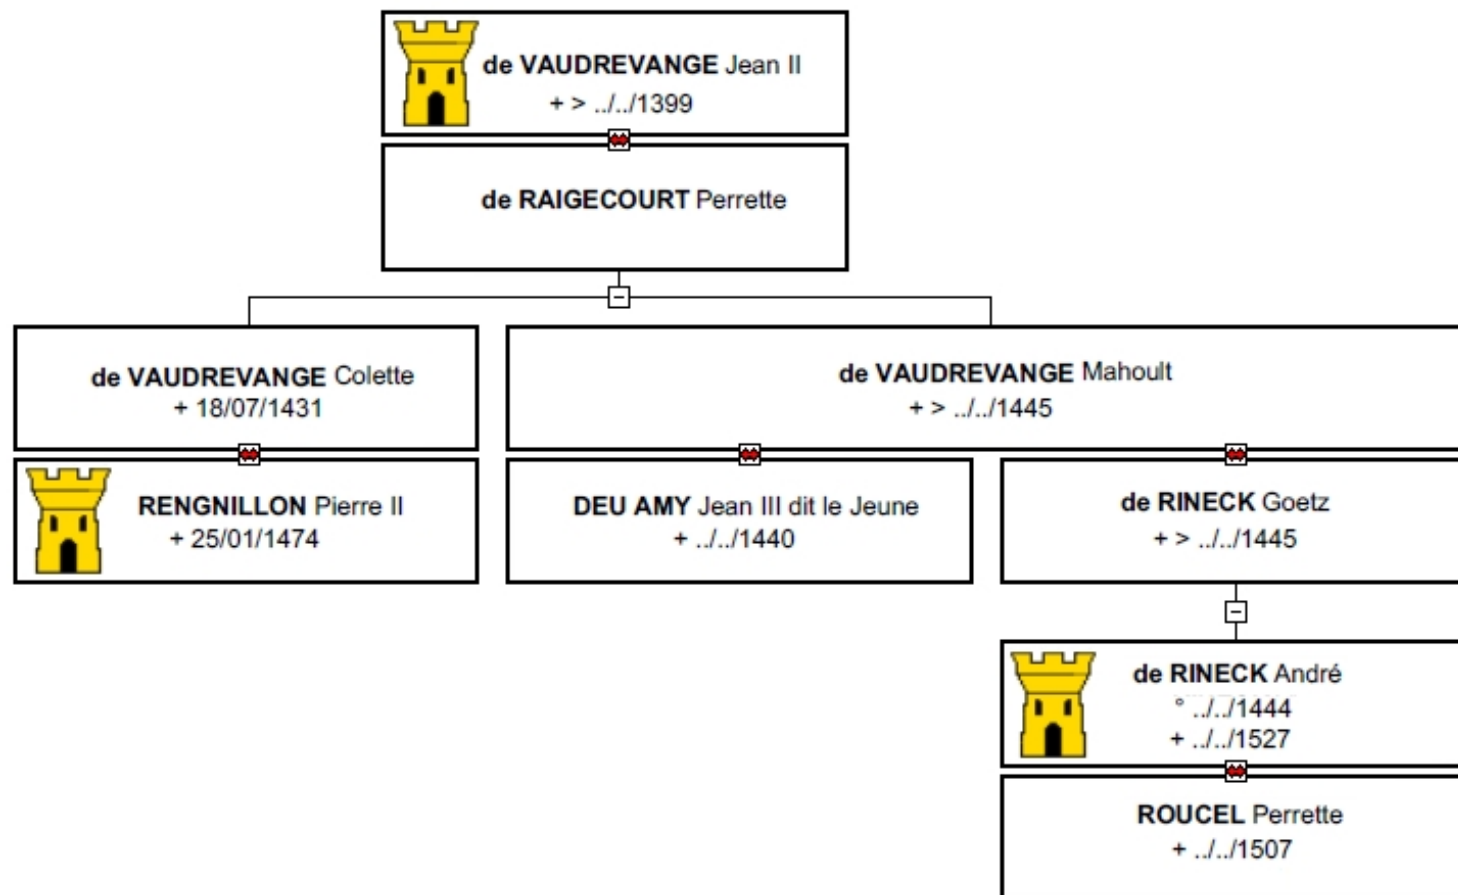 de VAUDREVANGE Jean II
+ > ../../1399
de RAIGECOURT Perrette
de VAUDREVANGE Colette
+ 18/07/1431
de VAUDREVANGE Mahoult
+ > ../../1445
RENGNILLON Pierre II
+ 25/01/1474
DEU AMY Jean III dit le Jeune
+ ../../1440
de RINECK Goetz
+ > ../../1445
de RINECK André
° ../../1444
+ ../../1527
ROUCEL Perrette
+ ../../1507